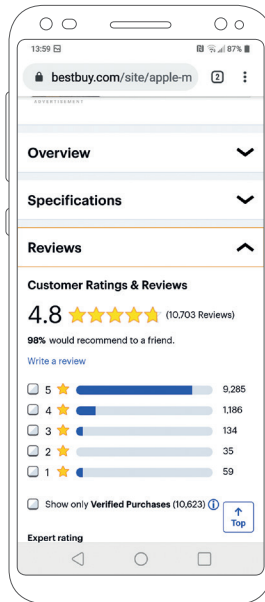 13:59 87%
bestbuy.com/site/apple-m 2
ADVERTISEMENT
Overview
Specifications
Reviews
Customer Ratings & Reviews
4.8 (10,703 Reviews)
98% would recommend to a friend.
Write a review
5 9,285
4 1,186
3 134
2 35
1 59
Show only Verified Purchases (10,623)
Top
Expert rating